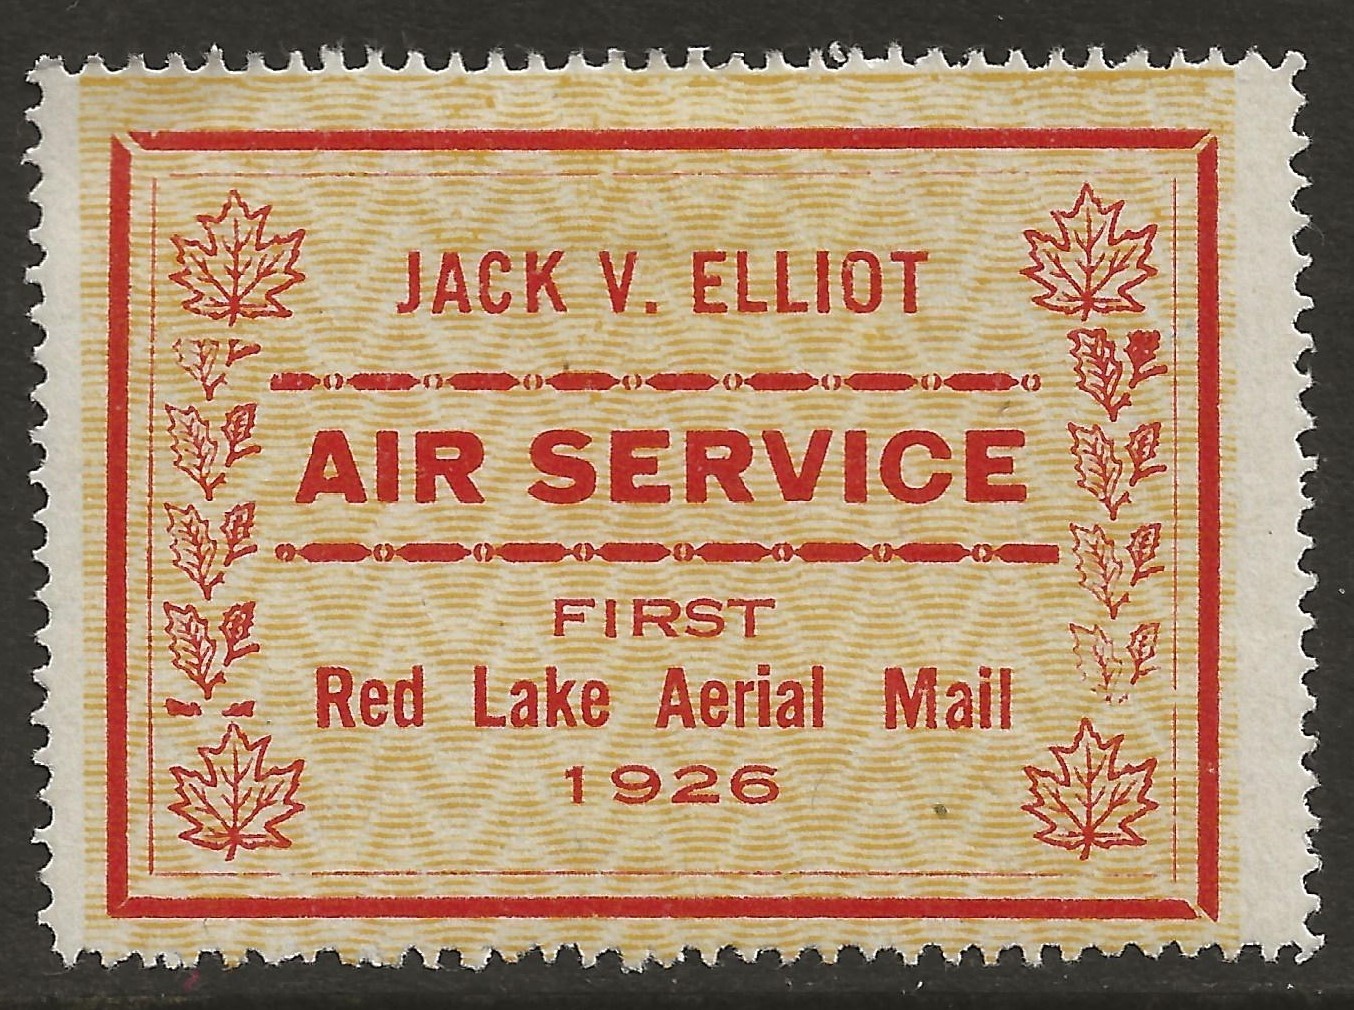 JACK V. ELLIOT
AIR SERVICE
FIRST
Red Lake Aerial Mail
1926